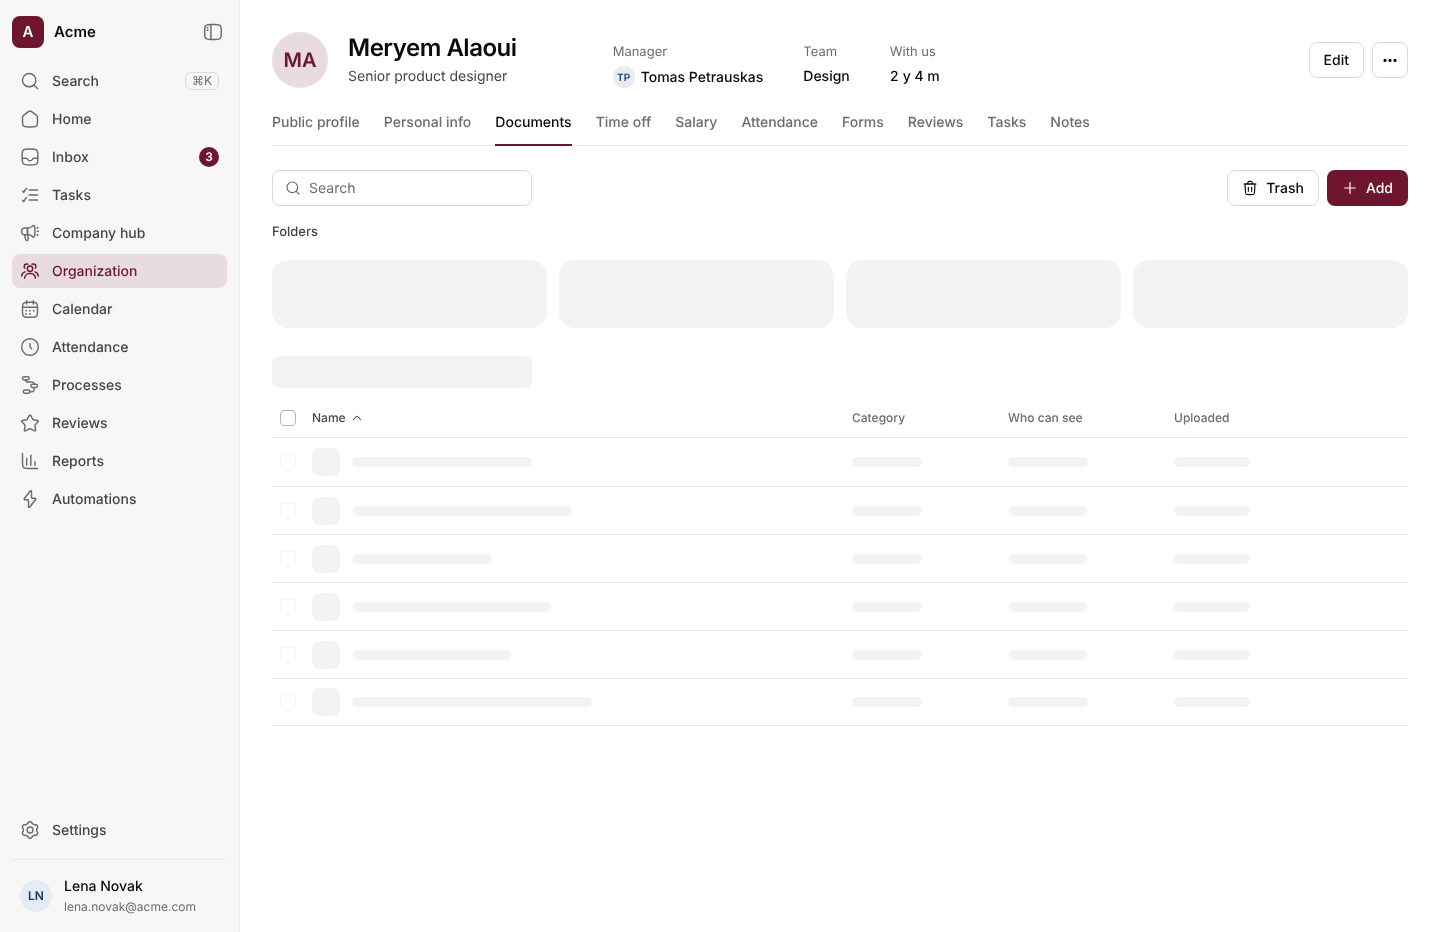 A
Acme
Search
⌘K
Home
Inbox
3
Tasks
Company hub
Organization
Calendar
Attendance
Processes
Reviews
Reports
Automations
Settings
LN
Lena Novak
lena.novak@acme.com
MA
Meryem Alaoui
Senior product designer
Manager
TP Tomas Petrauskas
Team
Design
With us
2 y 4 m
Edit
Public profile
Personal info
Documents
Time off
Salary
Attendance
Forms
Reviews
Tasks
Notes
Search
Trash
Add
Folders
Name
Category
Who can see
Uploaded